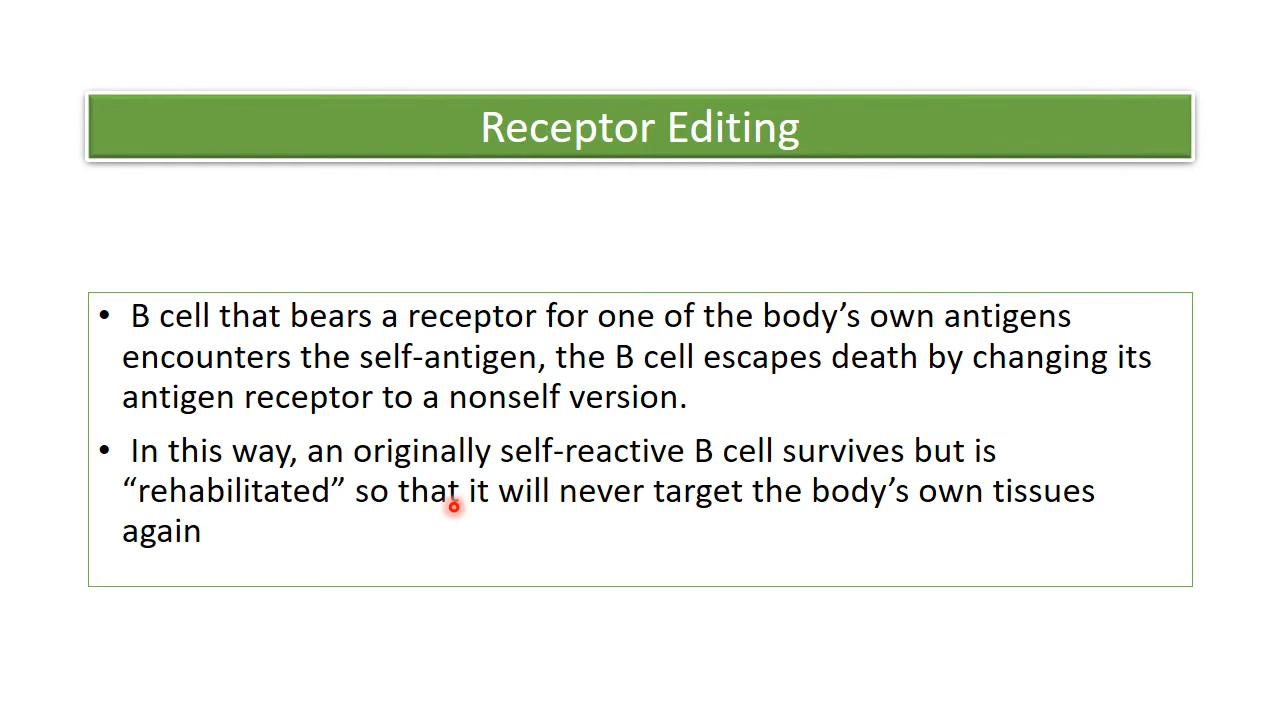 Receptor Editing
• B cell that bears a receptor for one of the body’s own antigens
encounters the self-antigen, the B cell escapes death by changing its
antigen receptor to a nonself version.
• In this way, an originally self-reactive B cell survives but is
“rehabilitated” so that it will never target the body’s own tissues
again